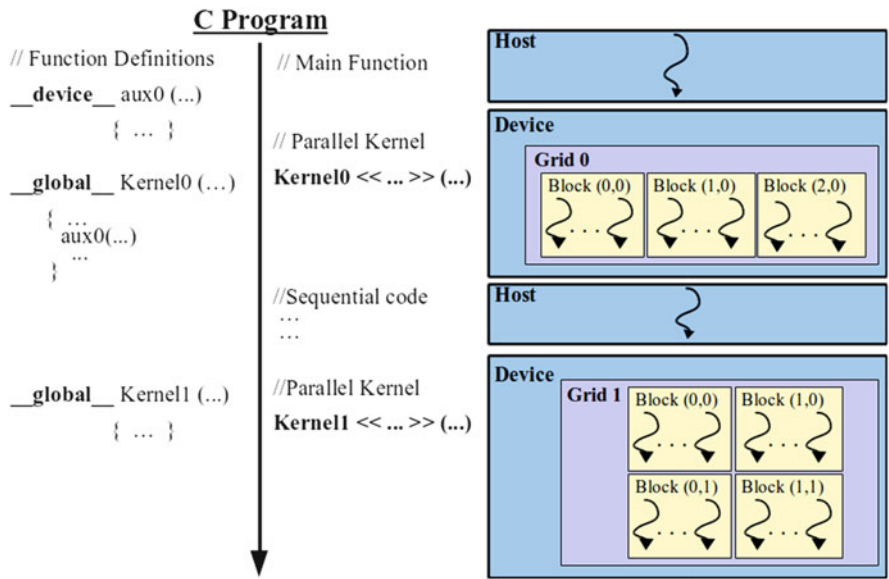 C Program
// Function Definitions
__device__ aux0 (...)
{ ... }
__global__ Kernel0 (...)
{ ...
aux0(...)
...
}
__global__ Kernel1 (...)
{ ... }
// Main Function
// Parallel Kernel
Kernel0 << ... >> (...)
//Sequential code
...
...
//Parallel Kernel
Kernel1 << ... >> (...)
Host
Device
Grid 0
Block (0,0) Block (1,0) Block (2,0)
... ... ...
Host
Device
Grid 1
Block (0,0) Block (1,0)
... ...
Block (0,1) Block (1,1)
... ...